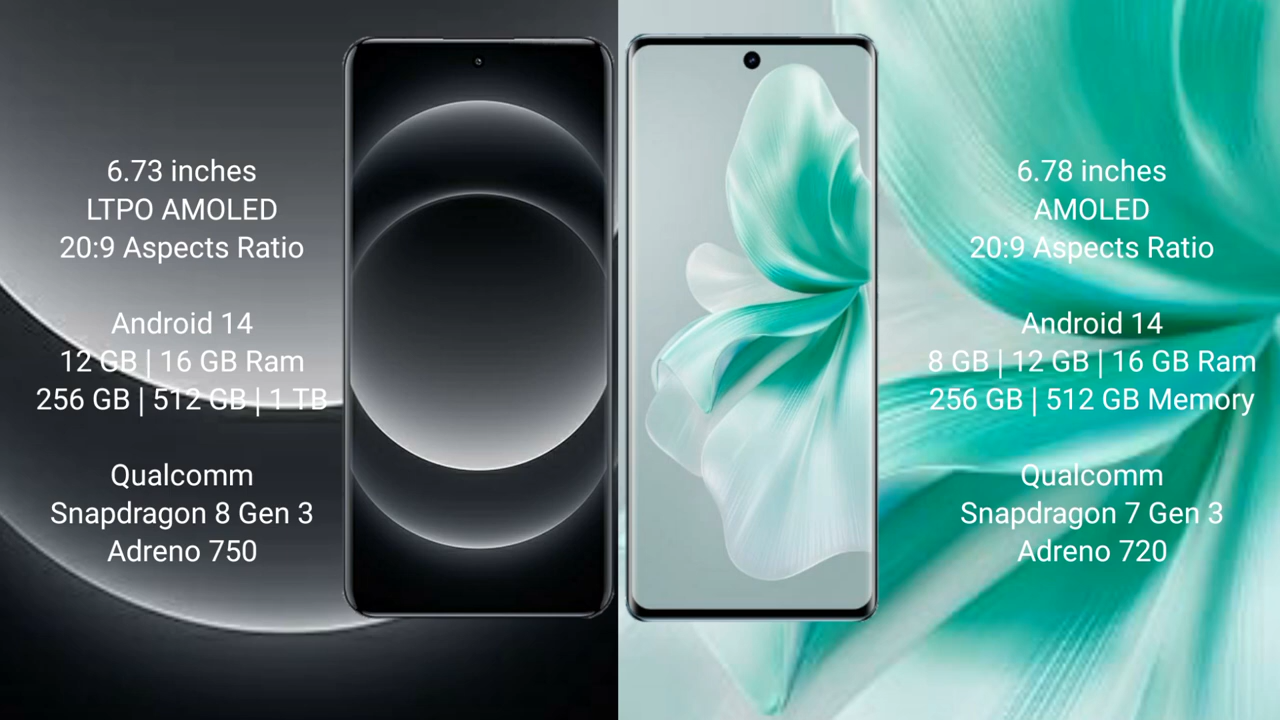 6.73 inches
LTPO AMOLED
20:9 Aspects Ratio
Android 14
12 GB | 16 GB Ram
256 GB | 512 GB | 1 TB
Qualcomm
Snapdragon 8 Gen 3
Adreno 750
6.78 inches
AMOLED
20:9 Aspects Ratio
Android 14
8 GB | 12 GB | 16 GB Ram
256 GB | 512 GB Memory
Qualcomm
Snapdragon 7 Gen 3
Adreno 720